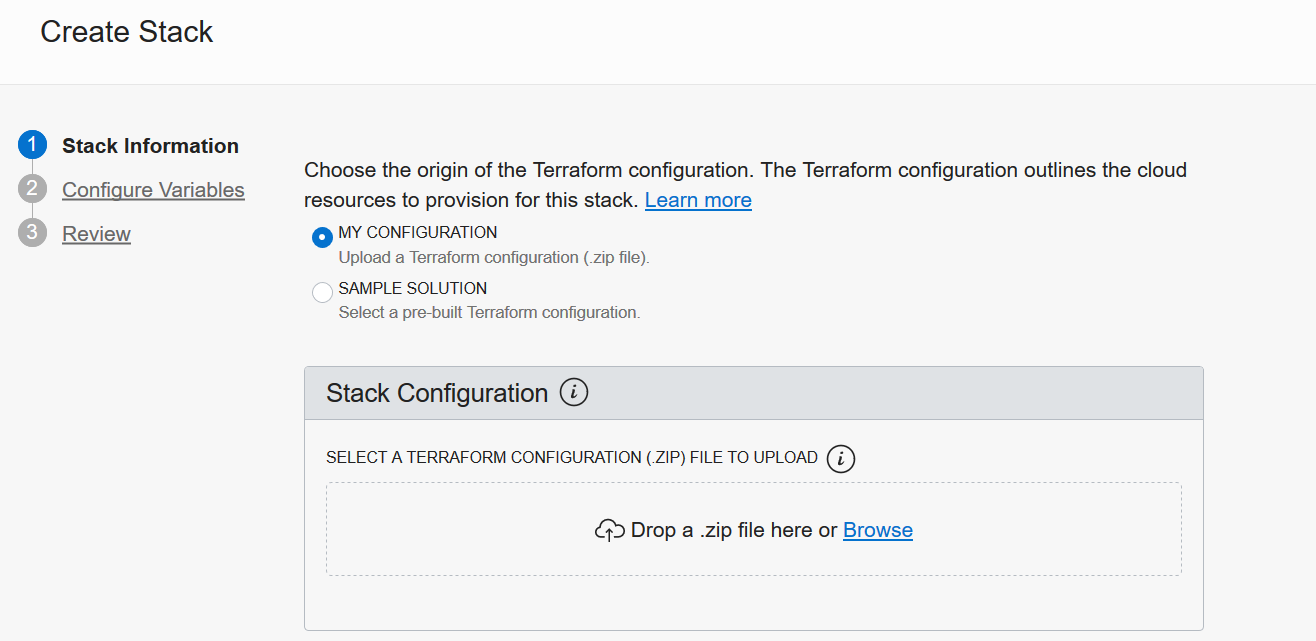 Create Stack
1 Stack Information
2 Configure Variables
3 Review
Choose the origin of the Terraform configuration. The Terraform configuration outlines the cloud
resources to provision for this stack. Learn more
MY CONFIGURATION
Upload a Terraform configuration (.zip file).
SAMPLE SOLUTION
Select a pre-built Terraform configuration.
Stack Configuration i
SELECT A TERRAFORM CONFIGURATION (.ZIP) FILE TO UPLOAD i
Drop a .zip file here or Browse